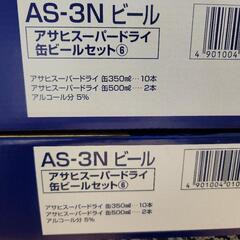 AS-3N ビール
アサヒスーパードライ
缶ビールセット⑥
アサヒスーパードライ 缶350㎖…10本
アサヒスーパードライ 缶500㎖…2本
アルコール分 5%
4 901004
AS-3N ビール
アサヒスーパードライ
缶ビールセット⑥
アサヒスーパードライ 缶350㎖…10本
アサヒスーパードライ 缶500㎖…2本
アルコール分 5%
4 901004 010